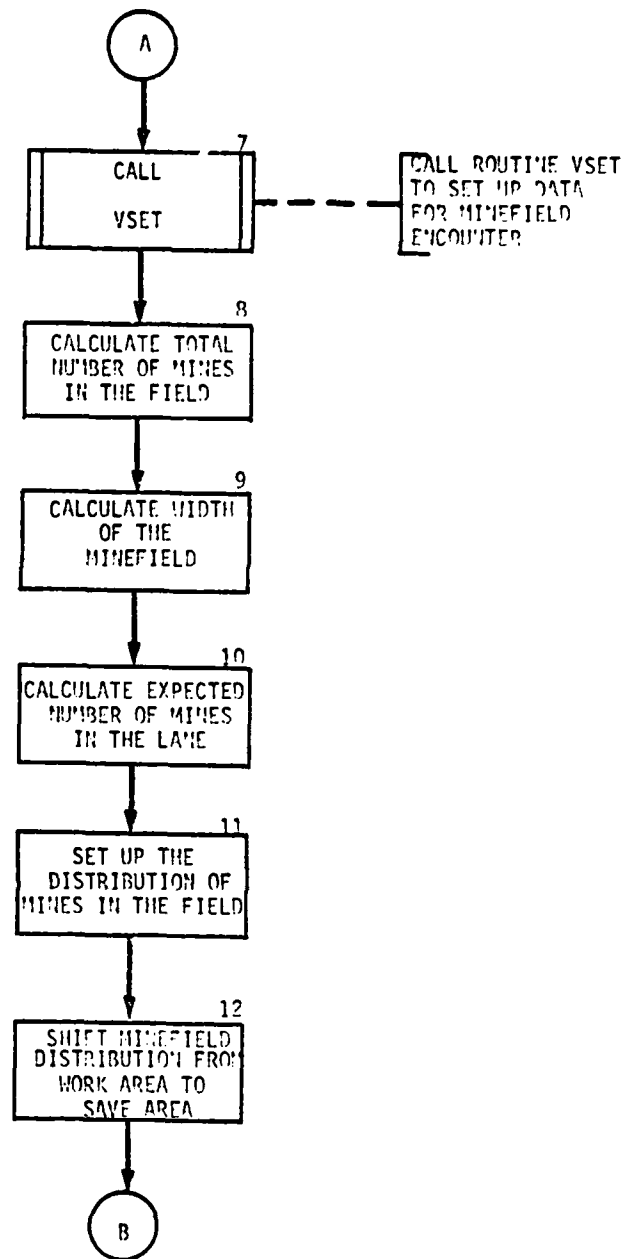 A
7
CALL
VSET
CALL ROUTINE VSET
TO SET UP DATA
FOR MINEFIELD
ENCOUNTER
8
CALCULATE TOTAL
NUMBER OF MINES
IN THE FIELD
9
CALCULATE WIDTH
OF THE
MINEFIELD
10
CALCULATE EXPECTED
NUMBER OF MINES
IN THE LANE
11
SET UP THE
DISTRIBUTION OF
MINES IN THE FIELD
12
SHIFT MINEFIELD
DISTRIBUTION FROM
WORK AREA TO
SAVE AREA
B